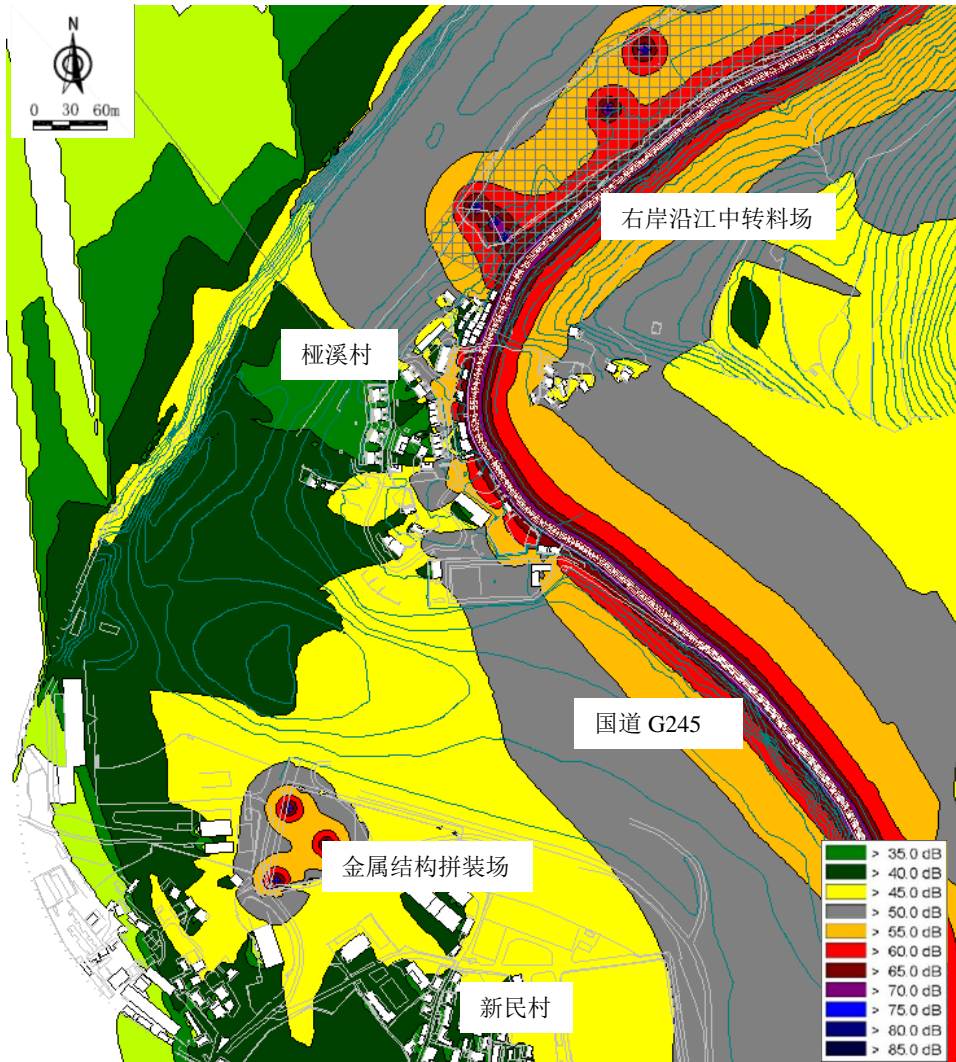 N
0 30 60m
右岸沿江中转料场
桠溪村
国道 G245
金属结构拼装场
新民村
> 35.0 dB
> 40.0 dB
> 45.0 dB
> 50.0 dB
> 55.0 dB
> 60.0 dB
> 65.0 dB
> 70.0 dB
> 75.0 dB
> 80.0 dB
> 85.0 dB